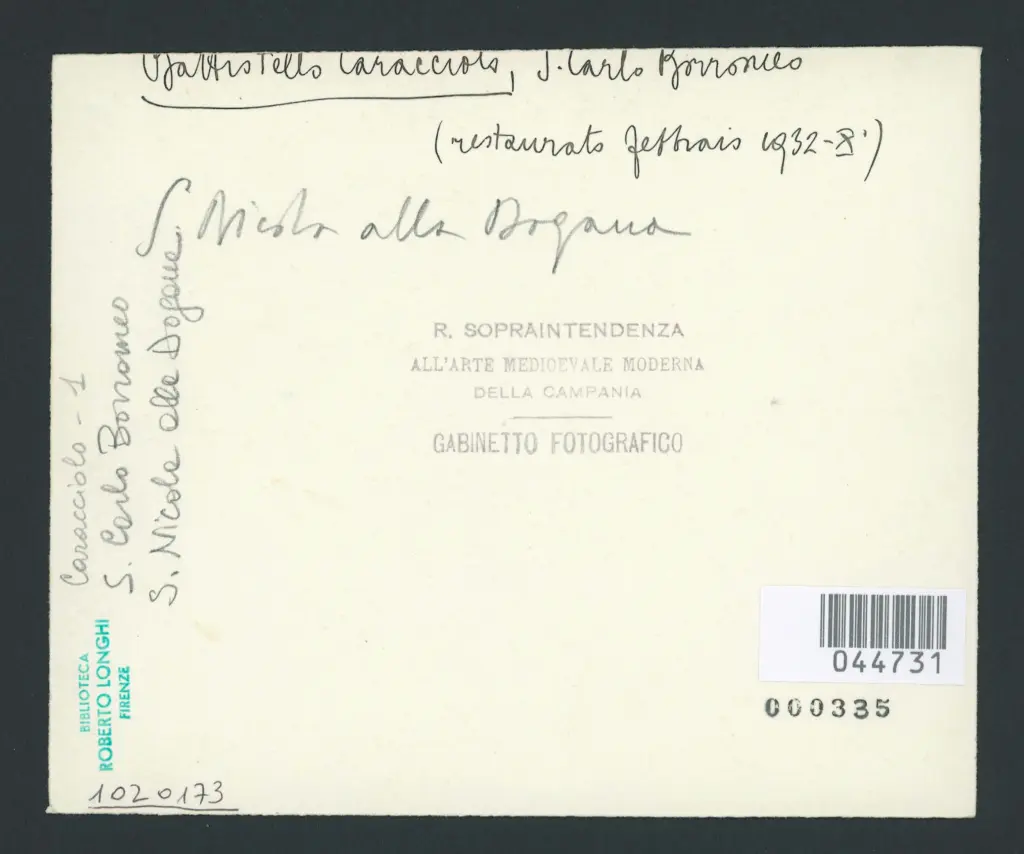 Battistello Caracciolo, S. Carlo Borromeo
(restaurato febbraio 1932-X°)
S. Nicola alla Dogana
R. SOPRAINTENDENZA
ALL'ARTE MEDIOEVALE MODERNA
DELLA CAMPANIA
GABINETTO FOTOGRAFICO
Caracciolo - 1
S. Carlo Borromeo
S. Nicola alla Dogana
BIBLIOTECA
ROBERTO LONGHI
FIRENZE
044731
000335
1020173